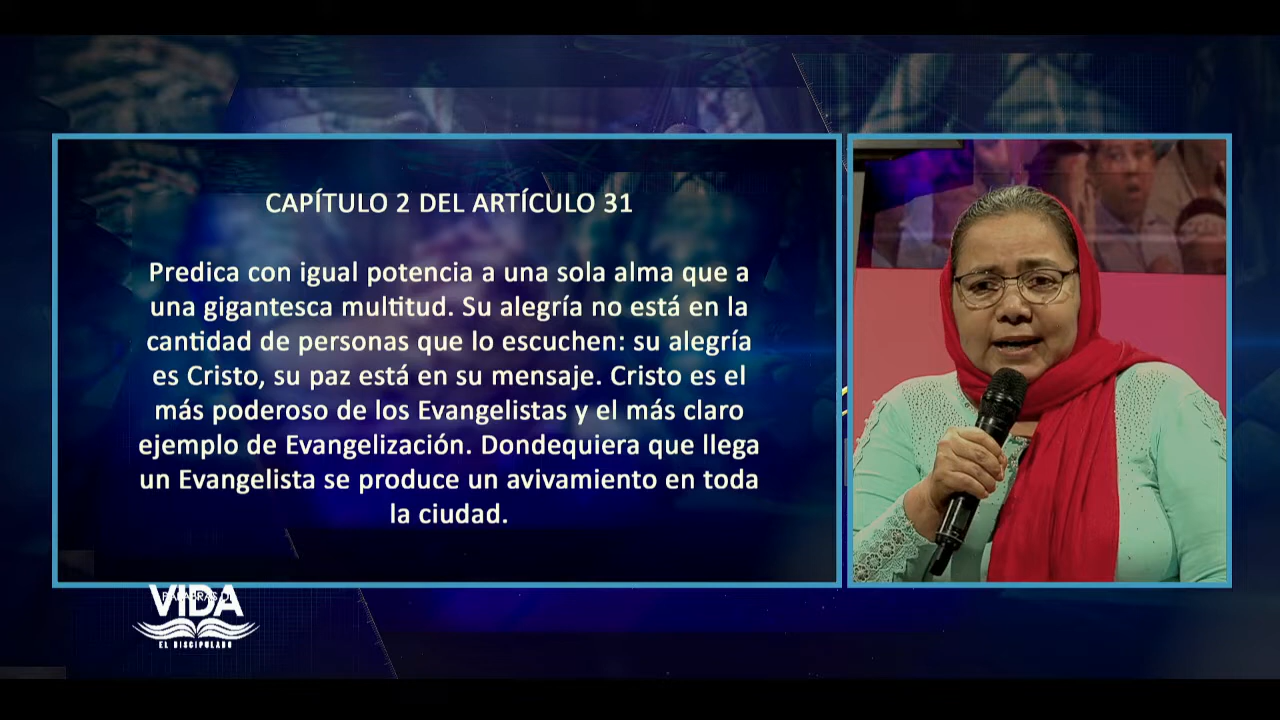 CAPÍTULO 2 DEL ARTÍCULO 31
Predica con igual potencia a una sola alma que a
una gigantesca multitud. Su alegría no está en la
cantidad de personas que lo escuchen: su alegría
es Cristo, su paz está en su mensaje. Cristo es el
más poderoso de los Evangelistas y el más claro
ejemplo de Evangelización. Dondequiera que llega
un Evangelista se produce un avivamiento en toda
la ciudad.
PALABRAS DE
VIDA
EL DISCIPULADO